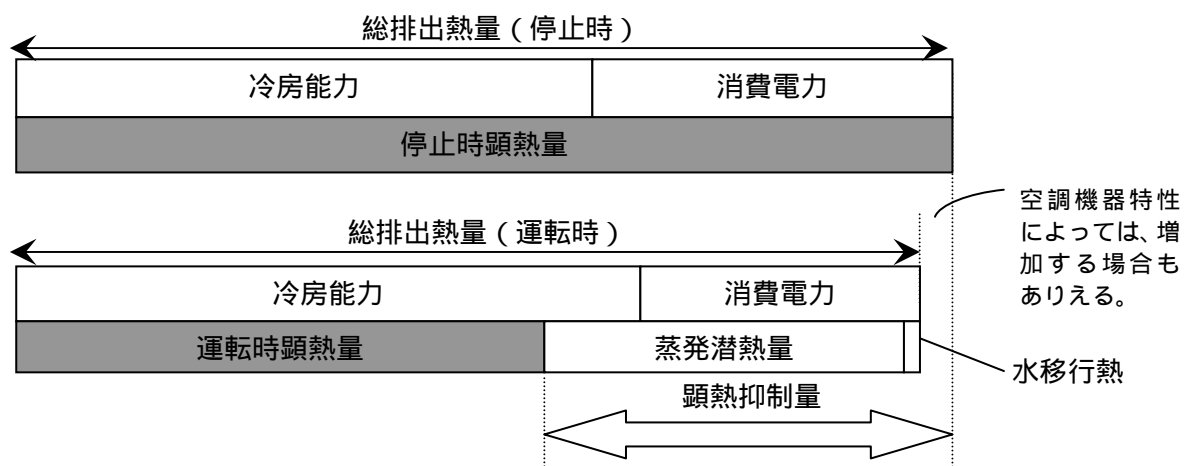 総排出熱量（停止時）
冷房能力
消費電力
停止時顕熱量
空調機器特性
によっては、増
加する場合も
ありえる。
総排出熱量（運転時）
冷房能力
消費電力
運転時顕熱量
蒸発潜熱量
水移行熱
顕熱抑制量